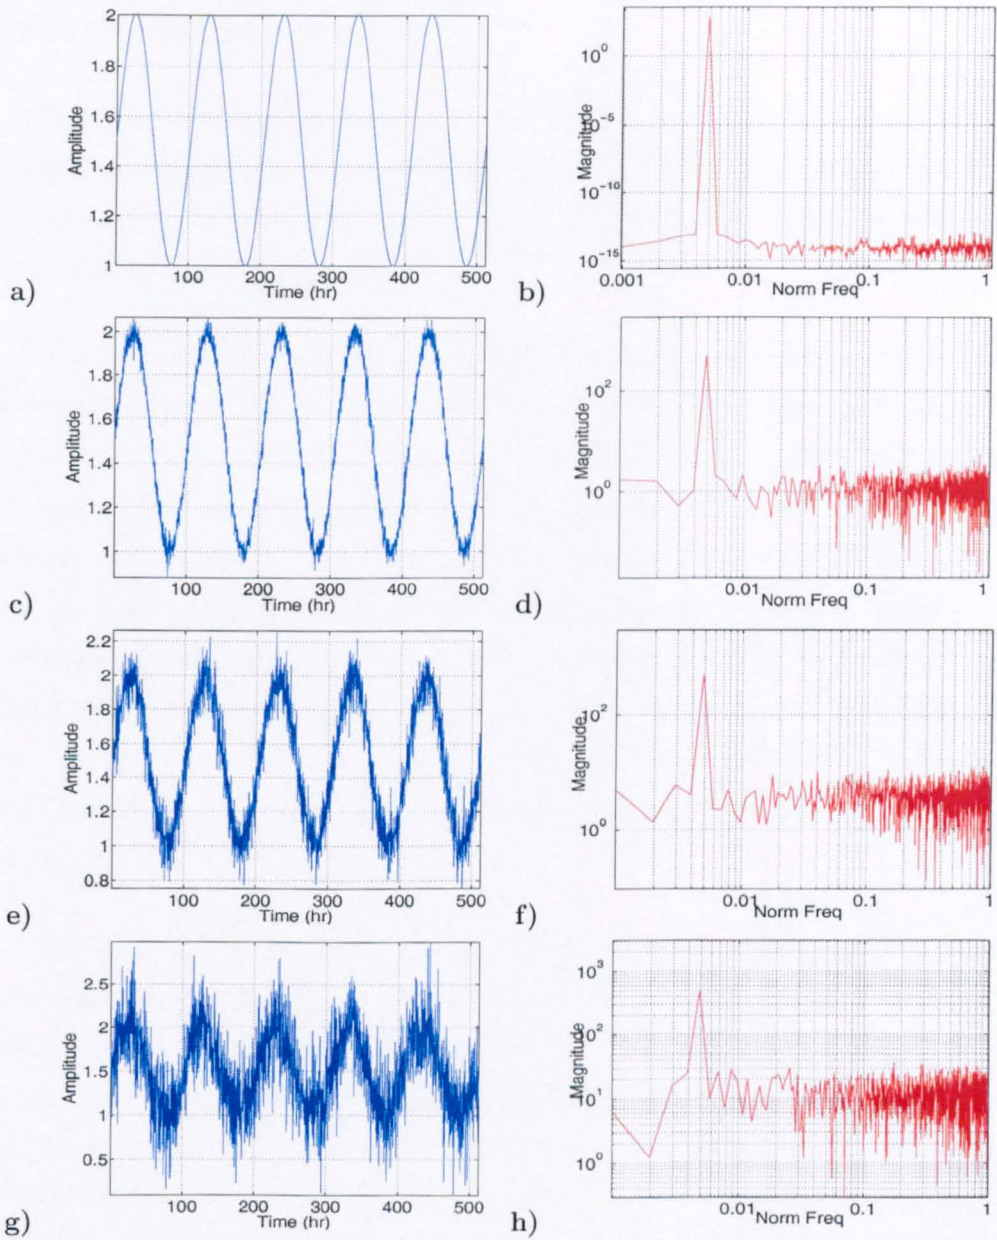 2
1.8
1.6
1.4
1.2
1
Amplitude
100 200 300 400 500
Time (hr)
a)
10^0
10^-5
10^-10
10^-15
Magnitude
0.001 0.01 0.1 1
Norm Freq
b)
2
1.8
1.6
1.4
1.2
1
Amplitude
100 200 300 400 500
Time (hr)
c)
10^2
10^0
Magnitude
0.01 0.1 1
Norm Freq
d)
2.2
2
1.8
1.6
1.4
1.2
1
0.8
Amplitude
100 200 300 400 500
Time (hr)
e)
10^2
10^0
Magnitude
0.01 0.1 1
Norm Freq
f)
2.5
2
1.5
1
0.5
Amplitude
100 200 300 400 500
Time (hr)
g)
10^3
10^2
10^1
10^0
Magnitude
0.01 0.1 1
Norm Freq
h)